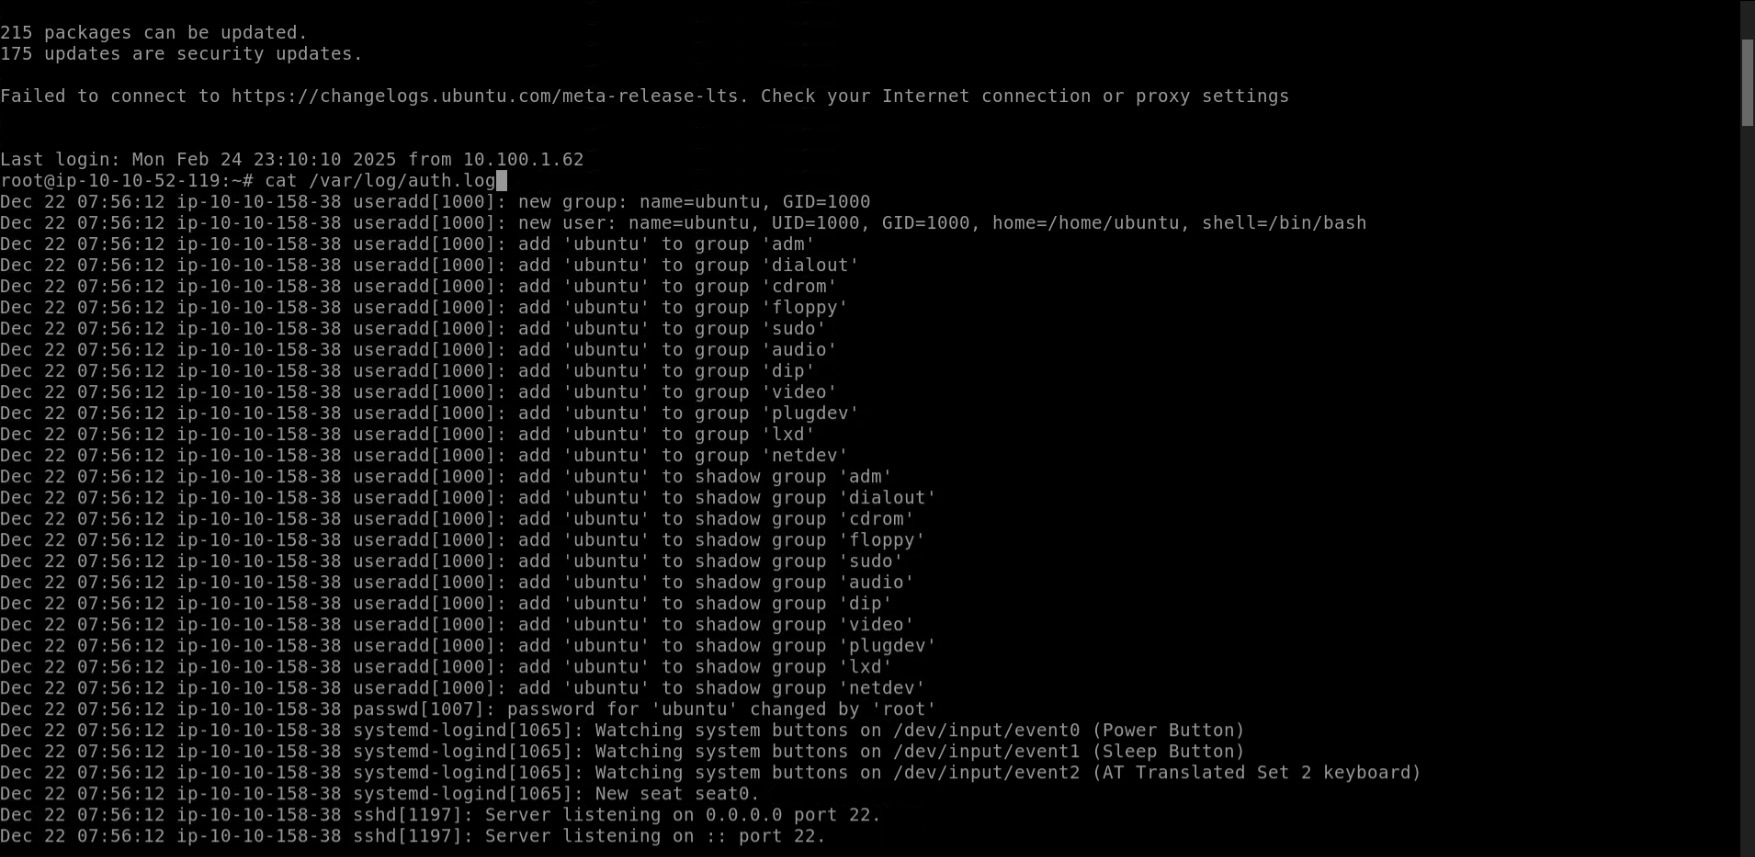 215 packages can be updated.
175 updates are security updates.
Failed to connect to https://changelogs.ubuntu.com/meta-release-lts. Check your Internet connection or proxy settings
Last login: Mon Feb 24 23:10:10 2025 from 10.100.1.62
root@ip-10-10-52-119:~# cat /var/log/auth.log
Dec 22 07:56:12 ip-10-10-158-38 useradd[1000]: new group: name=ubuntu, GID=1000
Dec 22 07:56:12 ip-10-10-158-38 useradd[1000]: new user: name=ubuntu, UID=1000, GID=1000, home=/home/ubuntu, shell=/bin/bash
Dec 22 07:56:12 ip-10-10-158-38 useradd[1000]: add 'ubuntu' to group 'adm'
Dec 22 07:56:12 ip-10-10-158-38 useradd[1000]: add 'ubuntu' to group 'dialout'
Dec 22 07:56:12 ip-10-10-158-38 useradd[1000]: add 'ubuntu' to group 'cdrom'
Dec 22 07:56:12 ip-10-10-158-38 useradd[1000]: add 'ubuntu' to group 'floppy'
Dec 22 07:56:12 ip-10-10-158-38 useradd[1000]: add 'ubuntu' to group 'sudo'
Dec 22 07:56:12 ip-10-10-158-38 useradd[1000]: add 'ubuntu' to group 'audio'
Dec 22 07:56:12 ip-10-10-158-38 useradd[1000]: add 'ubuntu' to group 'dip'
Dec 22 07:56:12 ip-10-10-158-38 useradd[1000]: add 'ubuntu' to group 'video'
Dec 22 07:56:12 ip-10-10-158-38 useradd[1000]: add 'ubuntu' to group 'plugdev'
Dec 22 07:56:12 ip-10-10-158-38 useradd[1000]: add 'ubuntu' to group 'lxd'
Dec 22 07:56:12 ip-10-10-158-38 useradd[1000]: add 'ubuntu' to group 'netdev'
Dec 22 07:56:12 ip-10-10-158-38 useradd[1000]: add 'ubuntu' to shadow group 'adm'
Dec 22 07:56:12 ip-10-10-158-38 useradd[1000]: add 'ubuntu' to shadow group 'dialout'
Dec 22 07:56:12 ip-10-10-158-38 useradd[1000]: add 'ubuntu' to shadow group 'cdrom'
Dec 22 07:56:12 ip-10-10-158-38 useradd[1000]: add 'ubuntu' to shadow group 'floppy'
Dec 22 07:56:12 ip-10-10-158-38 useradd[1000]: add 'ubuntu' to shadow group 'sudo'
Dec 22 07:56:12 ip-10-10-158-38 useradd[1000]: add 'ubuntu' to shadow group 'audio'
Dec 22 07:56:12 ip-10-10-158-38 useradd[1000]: add 'ubuntu' to shadow group 'dip'
Dec 22 07:56:12 ip-10-10-158-38 useradd[1000]: add 'ubuntu' to shadow group 'video'
Dec 22 07:56:12 ip-10-10-158-38 useradd[1000]: add 'ubuntu' to shadow group 'plugdev'
Dec 22 07:56:12 ip-10-10-158-38 useradd[1000]: add 'ubuntu' to shadow group 'lxd'
Dec 22 07:56:12 ip-10-10-158-38 useradd[1000]: add 'ubuntu' to shadow group 'netdev'
Dec 22 07:56:12 ip-10-10-158-38 passwd[1007]: password for 'ubuntu' changed by 'root'
Dec 22 07:56:12 ip-10-10-158-38 systemd-logind[1065]: Watching system buttons on /dev/input/event0 (Power Button)
Dec 22 07:56:12 ip-10-10-158-38 systemd-logind[1065]: Watching system buttons on /dev/input/event1 (Sleep Button)
Dec 22 07:56:12 ip-10-10-158-38 systemd-logind[1065]: Watching system buttons on /dev/input/event2 (AT Translated Set 2 keyboard)
Dec 22 07:56:12 ip-10-10-158-38 systemd-logind[1065]: New seat seat0.
Dec 22 07:56:12 ip-10-10-158-38 sshd[1197]: Server listening on 0.0.0.0 port 22.
Dec 22 07:56:12 ip-10-10-158-38 sshd[1197]: Server listening on :: port 22.